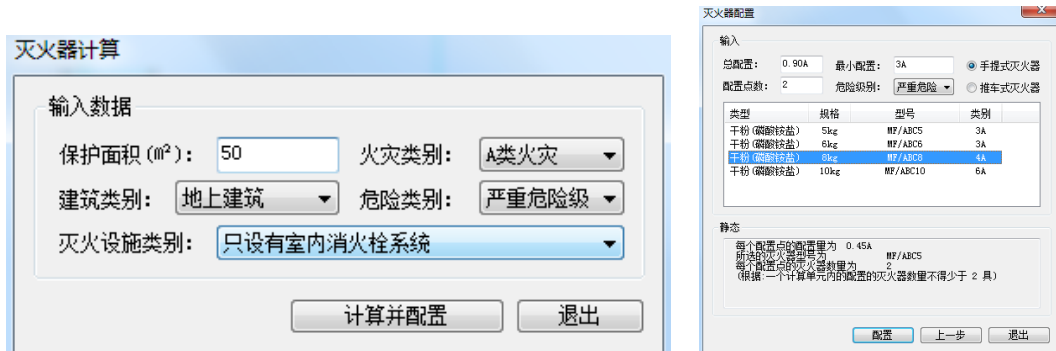 灭火器计算
输入数据
保护面积(m²): 50 火灾类别: A类火灾
建筑类别: 地上建筑 危险类别: 严重危险级
灭火设施类别: 只设有室内消火栓系统
计算并配置 退出
灭火器配置
输入
总配置: 0.90A 最小配置: 3A 手提式灭火器
配置点数: 2 危险级别: 严重危险 推车式灭火器
类型 规格 型号 类别
干粉(磷酸铵盐) 5kg MF/ABC5 3A
干粉(磷酸铵盐) 6kg MF/ABC6 3A
干粉(磷酸铵盐) 8kg MF/ABC8 4A
干粉(磷酸铵盐) 10kg MF/ABC10 6A
静态
每个配置点的配置量为 0.45A
所选的灭火器型号为 MF/ABC5
每个配置点的灭火器数量为 2
(根据:一个计算单元内的配置的灭火器数量不得少于 2 具)
配置 上一步 退出